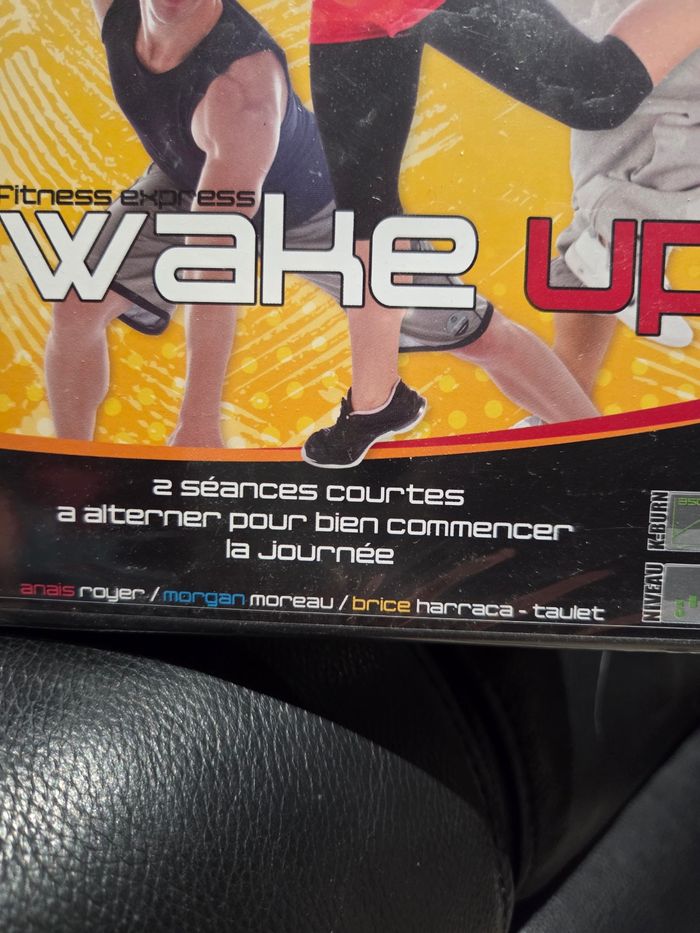 Fitness express
wake up
2 séances courtes
a alterner pour bien commencer
la journée
anais royer / morgan moreau / brice harraca - taulet
K-BURN
NIVEAU